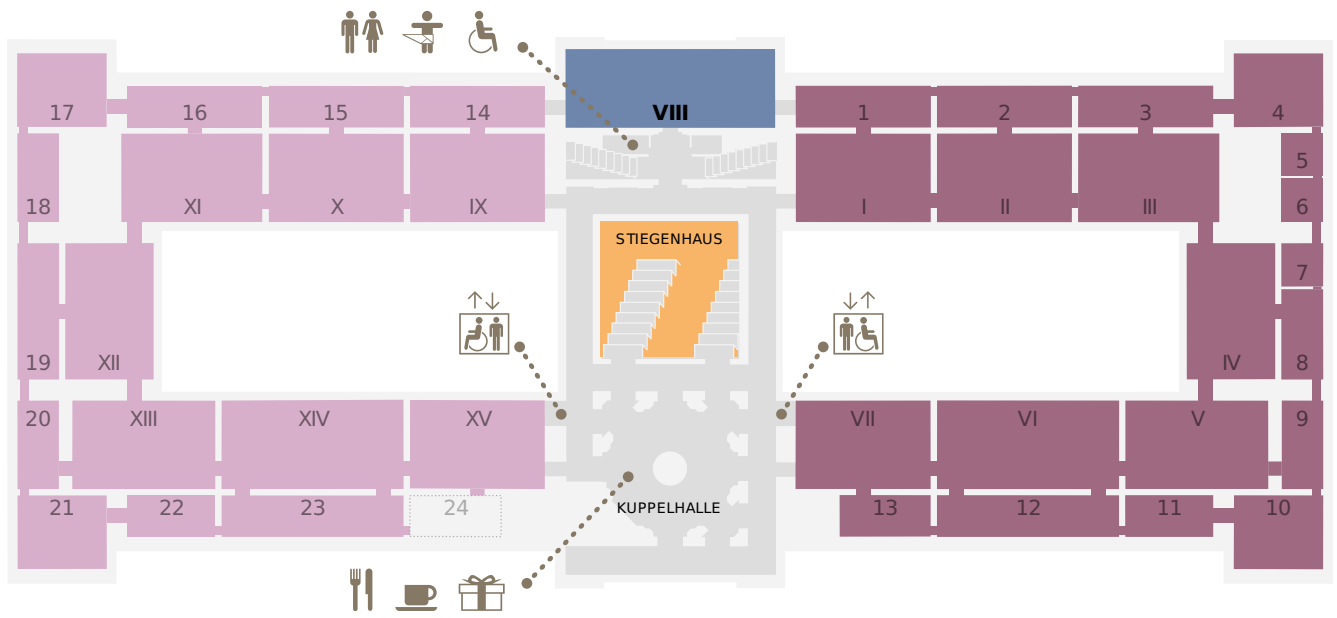 17 16 15 14 VIII 1 2 3 4
5
18 XI X IX I II III 6
STIEGENHAUS
7
19 XII IV 8
20 XIII XIV XV VII VI V 9
21 22 23 24 KUPPELHALLE 13 12 11 10